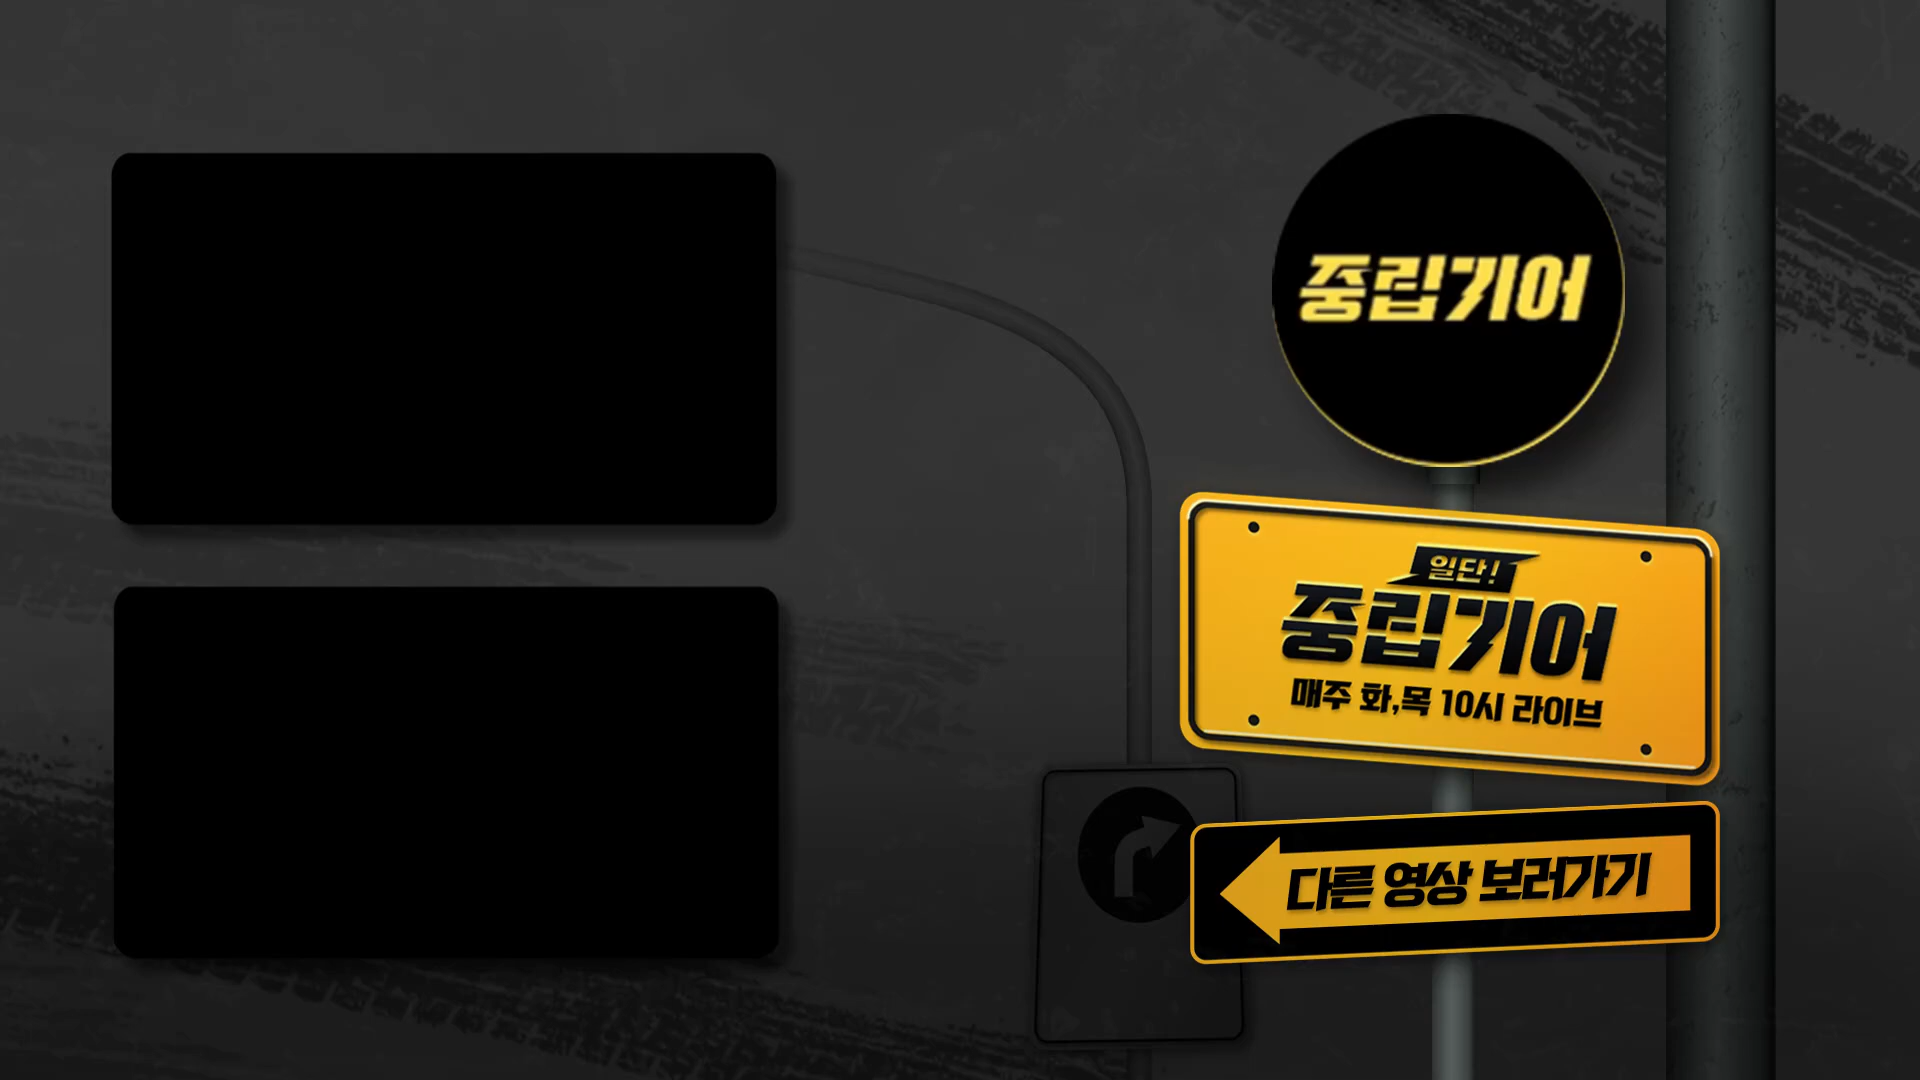 중립기어
일단!
중립기어
매주 화,목 10시 라이브
다른 영상 보러가기